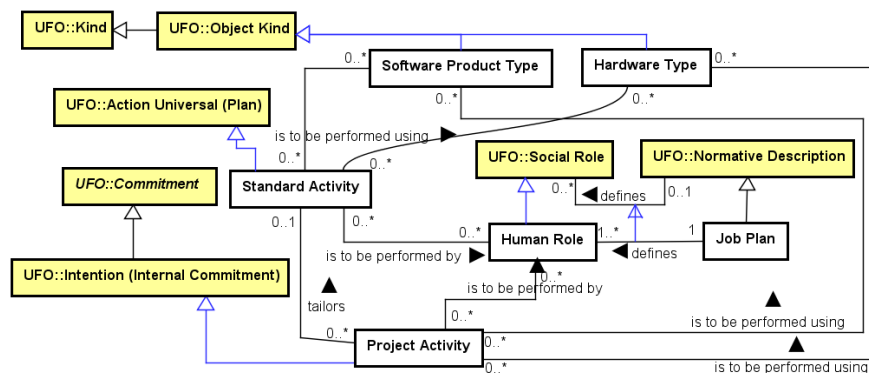 UFO::Kind
UFO::Object Kind
0..*
0..*
0..*
Software Product Type
Hardware Type
0..*
0..*
UFO::Action Universal (Plan)
is to be performed using
0..*
0..*
UFO::Social Role
UFO::Normative Description
UFO::Commitment
Standard Activity
0..*
defines
0..1
0..1
0..*
0..*
Human Role
1..*
1
Job Plan
is to be performed by
defines
UFO::Intention (Internal Commitment)
0..*
is to be performed by
tailors
0..*
0..*
is to be performed using
Project Activity
0..*
0..*
is to be performed using